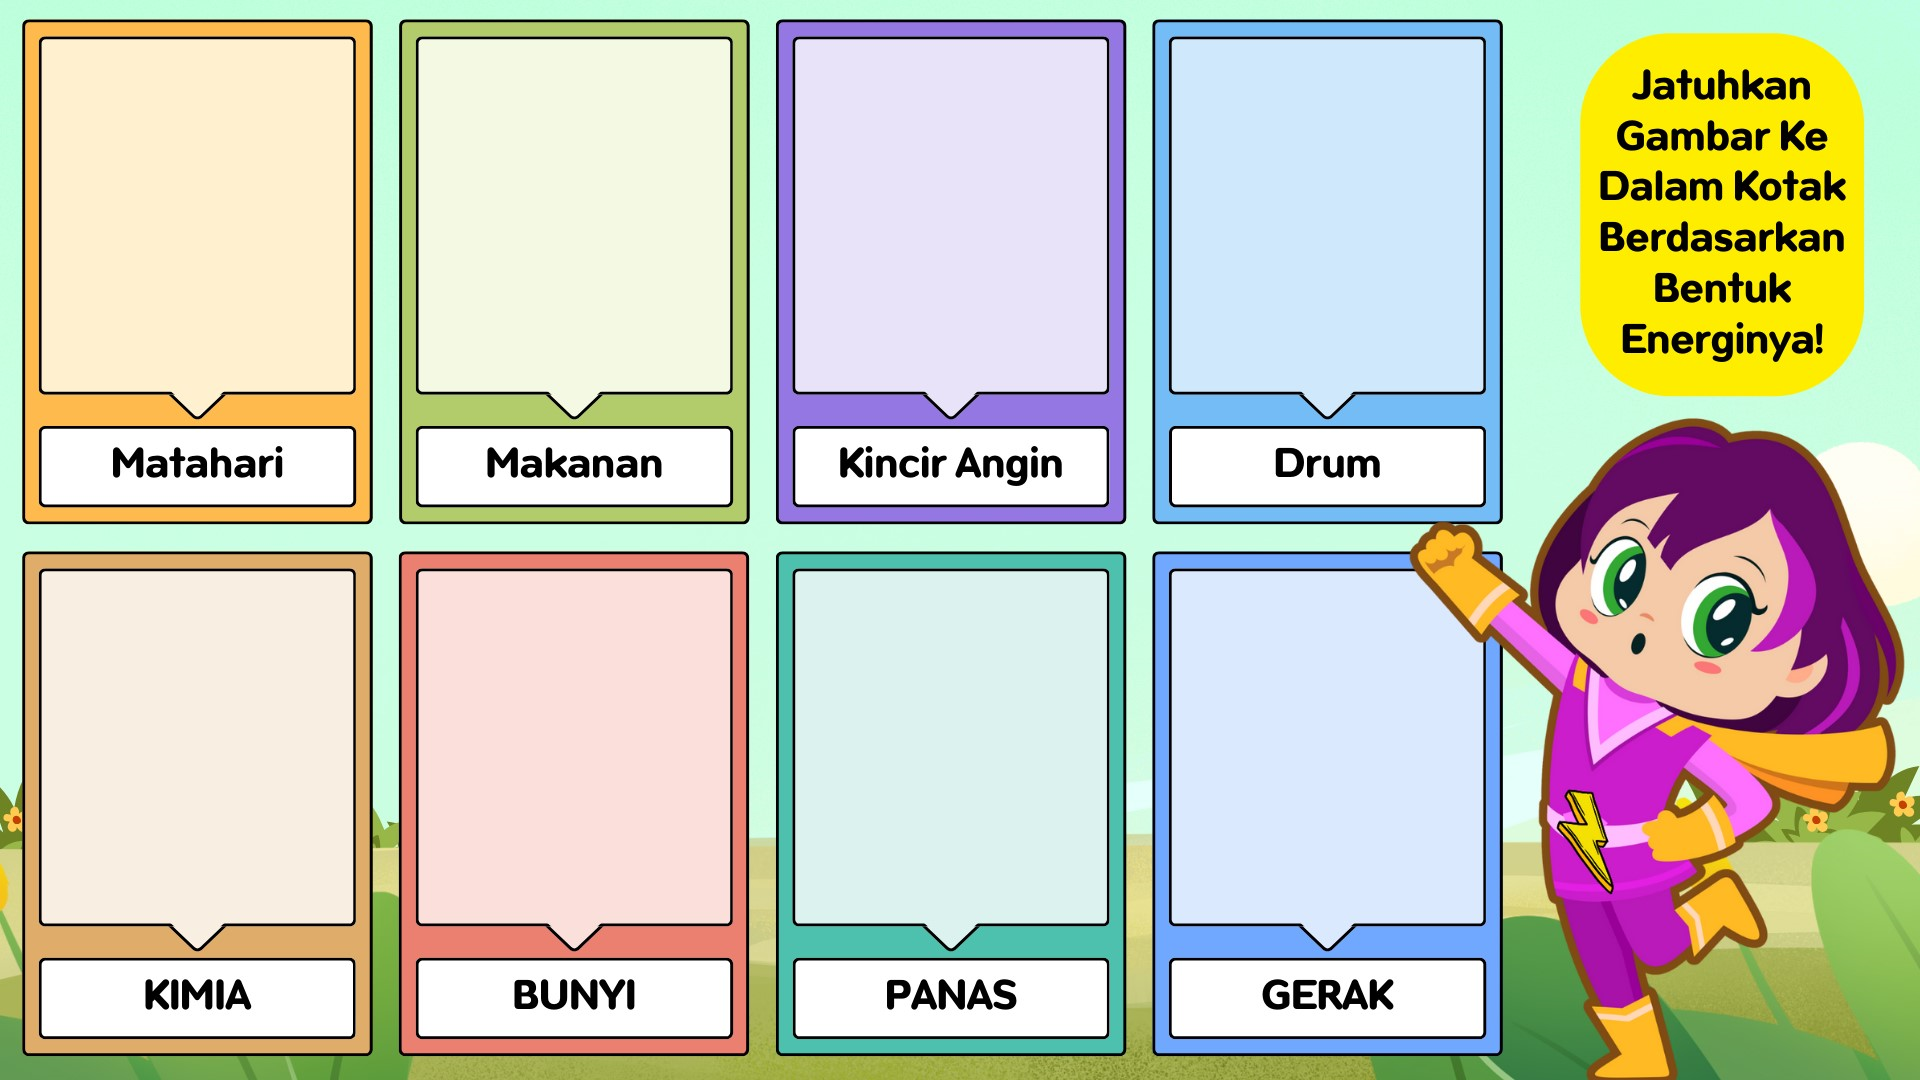 Matahari
Makanan
Kincir Angin
Drum
Jatuhkan
Gambar Ke
Dalam Kotak
Berdasarkan
Bentuk
Energinya!
KIMIA
BUNYI
PANAS
GERAK